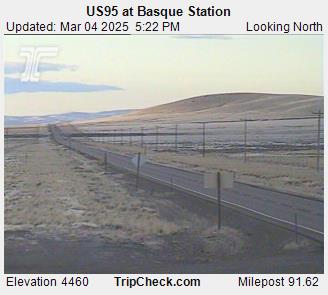 US95 at Basque Station
Updated: Mar 04 2025 5:22 PM Looking North
Elevation 4460 TripCheck.com Milepost 91.62